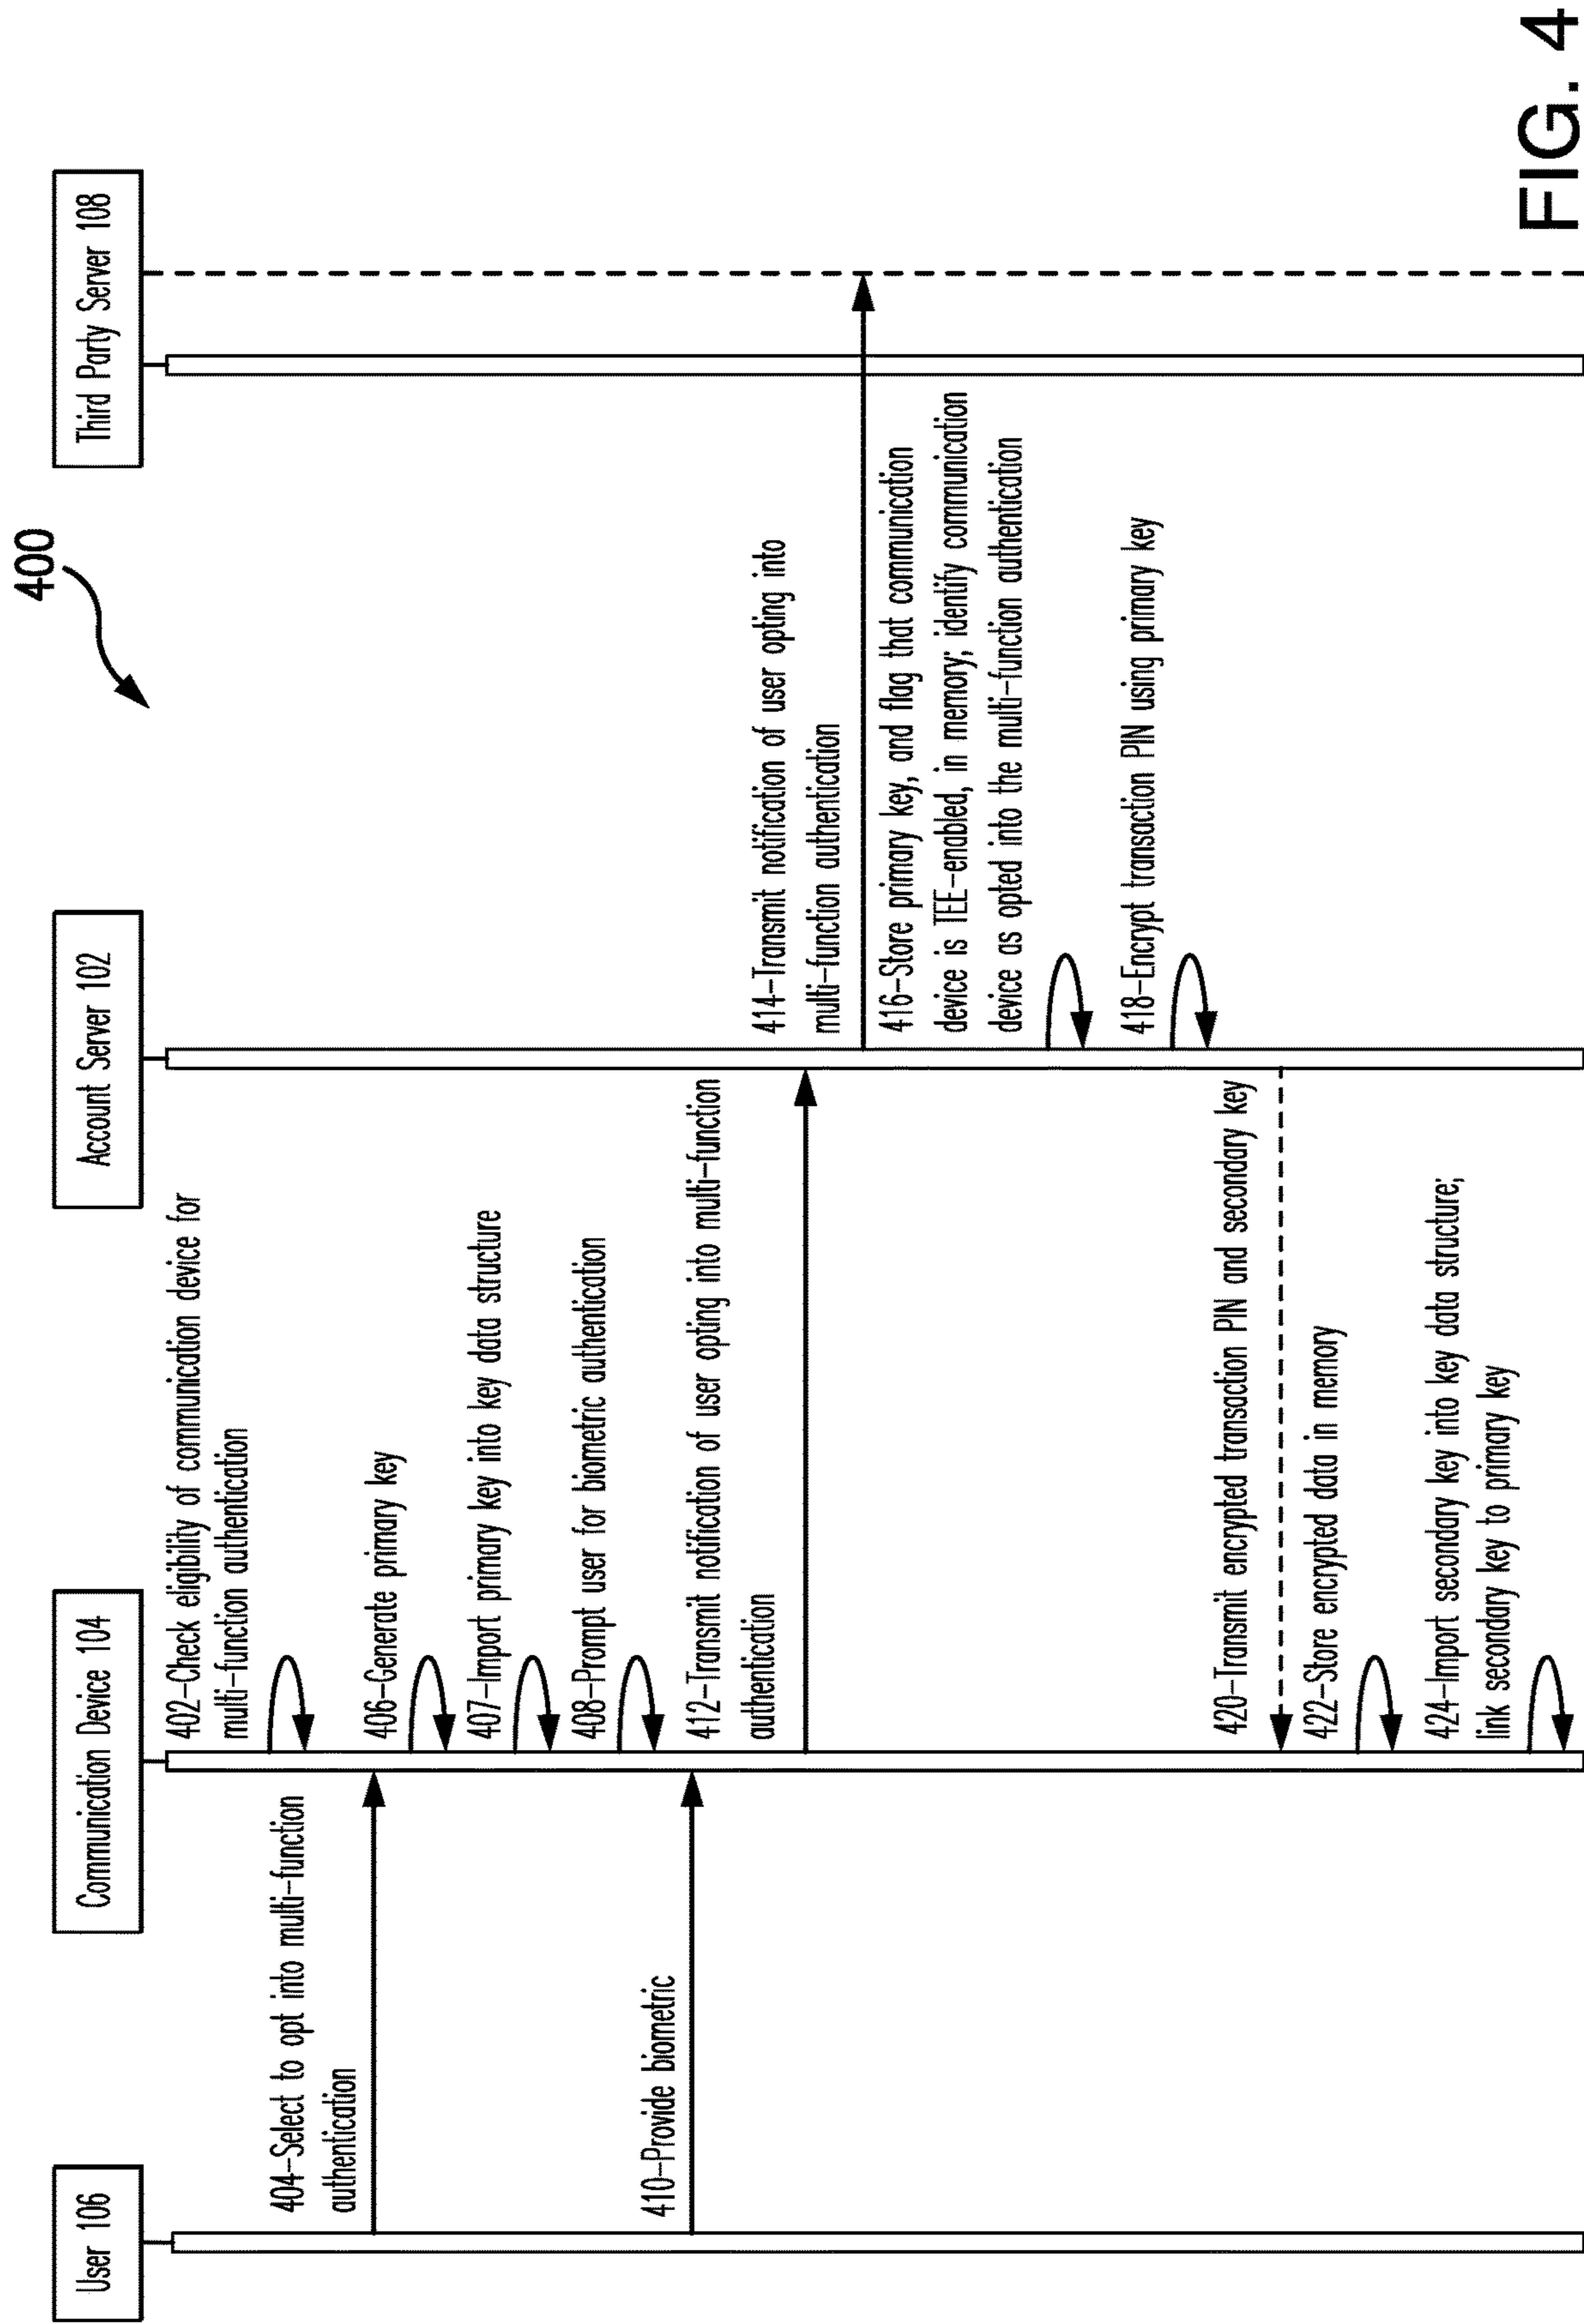 400
User 106
Communication Device 104
Account Server 102
Third Party Server 108
402–Check eligibility of communication device for
multi–function authentication
404–Select to opt into multi–function
authentication
406–Generate primary key
407–Import primary key into key data structure
408–Prompt user for biometric authentication
410–Provide biometric
412–Transmit notification of user opting into multi–function
authentication
414–Transmit notification of user opting into
multi–function authentication
416–Store primary key, and flag that communication
device is TEE–enabled, in memory; identify communication
device as opted into the multi–function authentication
418–Encrypt transaction PIN using primary key
420–Transmit encrypted transaction PIN and secondary key
422–Store encrypted data in memory
424–Import secondary key into key data structure;
link secondary key to primary key
FIG. 4